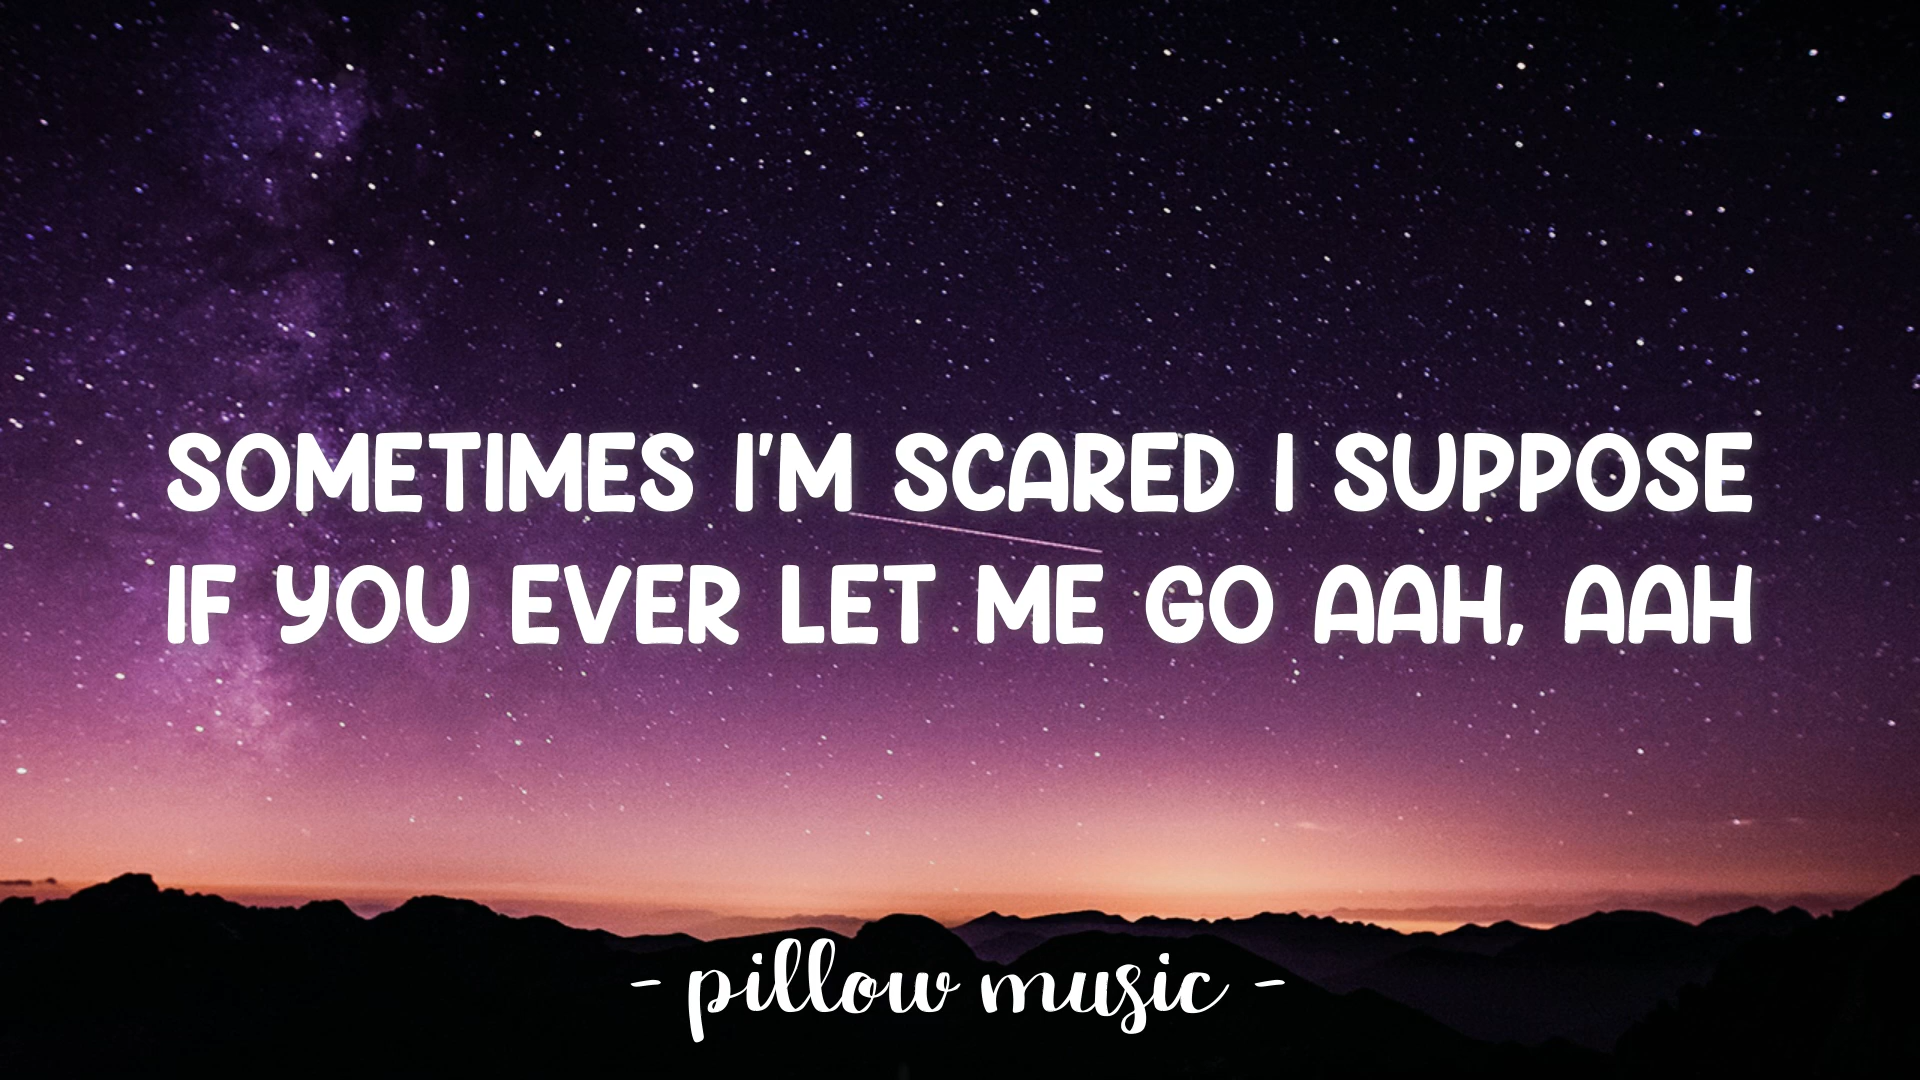 SOMETIMES I'M SCARED I SUPPOSE
IF YOU EVER LET ME GO AAH, AAH
- pillow music -